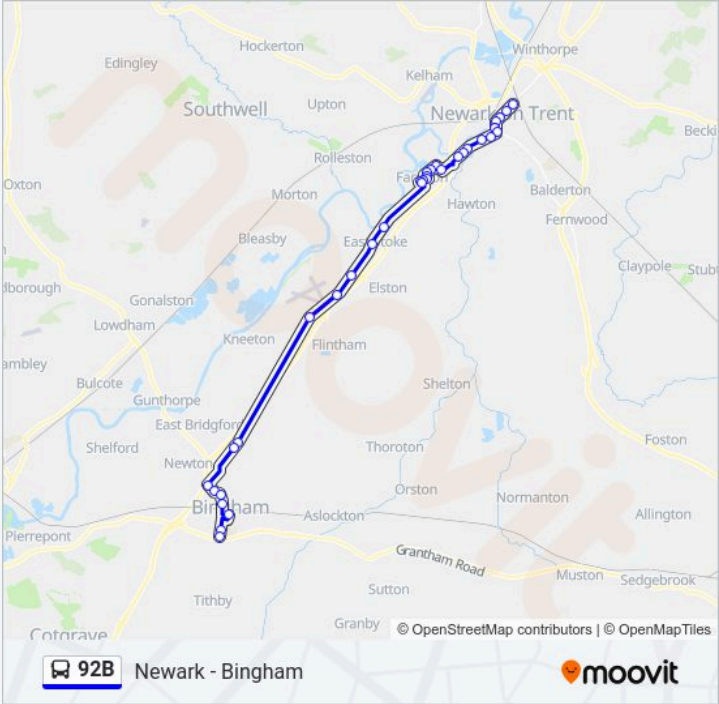 Hockerton
Winthorpe
Edingley
Kelham
Southwell
Upton
Newark on Trent
Becki
Rolleston
Oxton
Morton
Balderton
Hawton
Fernwood
Bleasby
East Stoke
Claypole
Stubt
dborough
Gonalston
Elston
Lowdham
Kneeton
Flintham
ambley
Bulcote
Shelton
Gunthorpe
East Bridgford
Foston
Shelford
Thoroton
Newton
Orston
Normanton
Bingham
Aslockton
Allington
Pierrepont
Grantham Road
Muston
Sedgebrook
Sutton
Tithby
Granby
Cotgrave
moovit
© OpenStreetMap contributors | © OpenMapTiles
92B Newark - Bingham
moovit